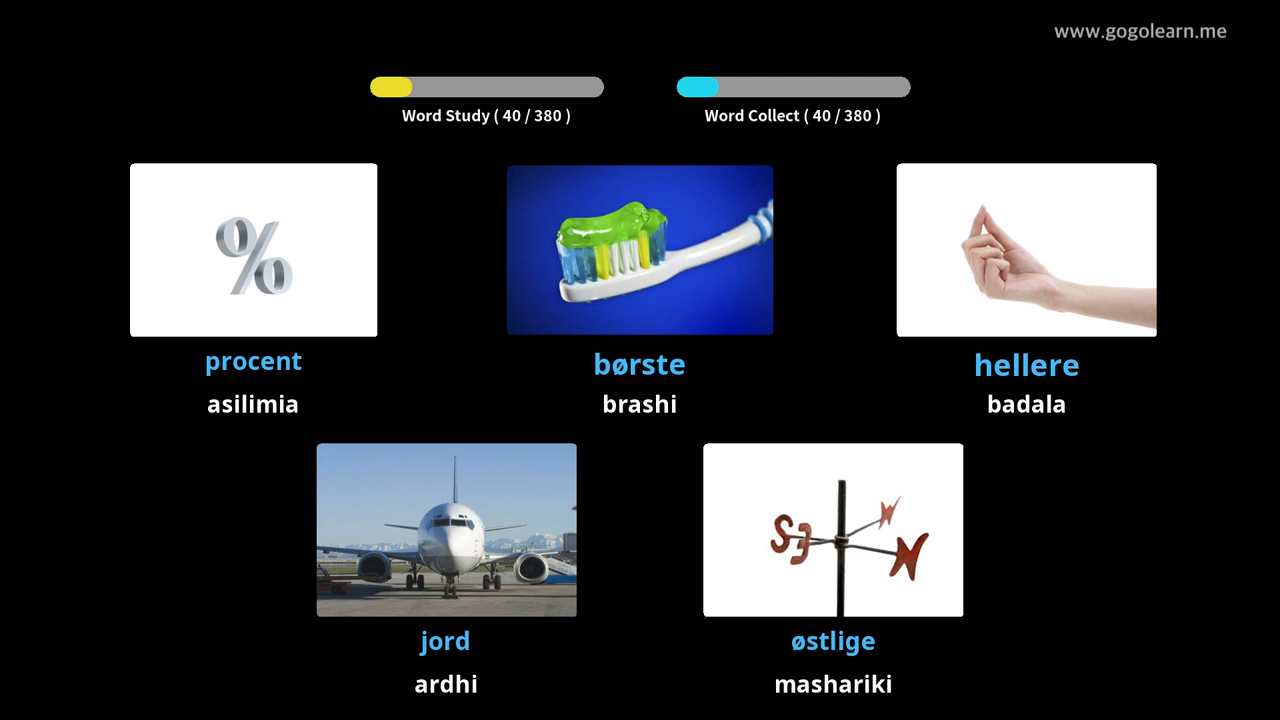 www.gogolearn.me
Word Study ( 40 / 380 )
Word Collect ( 40 / 380 )
%
procent
asilimia
børste
brashi
hellere
badala
jord
ardhi
S E N W
østlige
mashariki